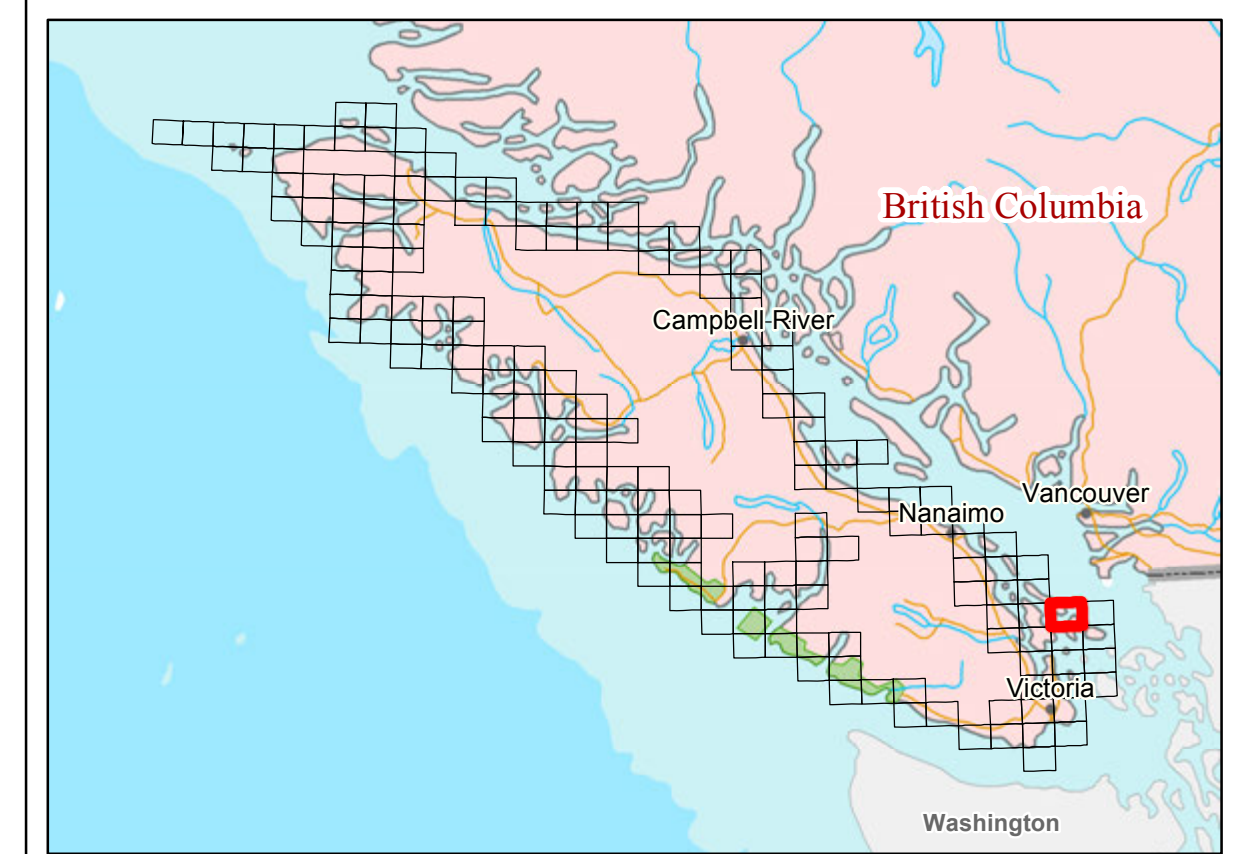 British Columbia
Campbell River
Vancouver
Nanaimo
Victoria
Washington